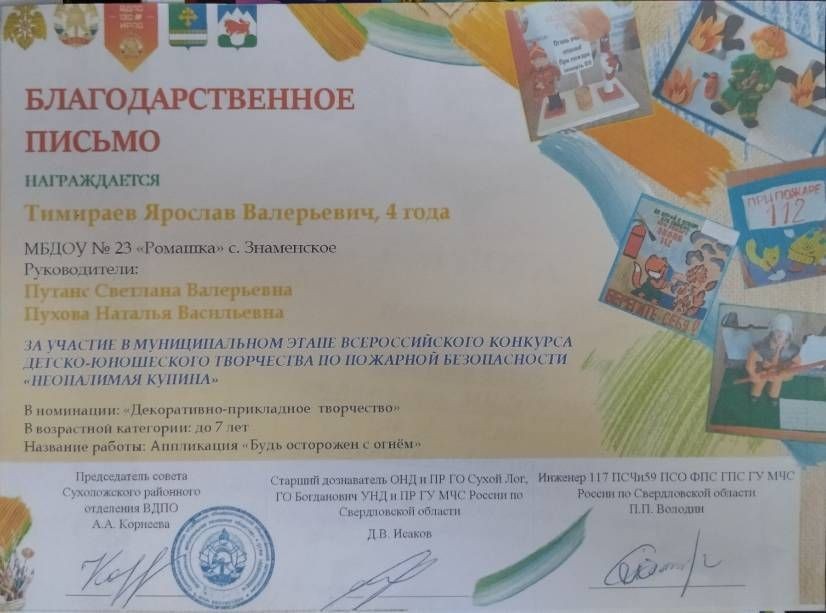 БЛАГОДАРСТВЕННОЕ
ПИСЬМО
НАГРАЖДАЕТСЯ
Тимираев Ярослав Валерьевич, 4 года
МБДОУ № 23 «Ромашка» с. Знаменское
Руководители:
Путанс Светлана Валерьевна
Пухова Наталья Васильевна
ЗА УЧАСТИЕ В МУНИЦИПАЛЬНОМ ЭТАПЕ ВСЕРОССИЙСКОГО КОНКУРСА
ДЕТСКО-ЮНОШЕСКОГО ТВОРЧЕСТВА ПО ПОЖАРНОЙ БЕЗОПАСНОСТИ
«НЕОПАЛИМАЯ КУПИНА»
В номинации: «Декоративно-прикладное творчество»
В возрастной категории: до 7 лет
Название работы: Аппликация «Будь осторожен с огнём»
Председатель совета
Сухоложского районного
отделения ВДПО
А.А. Корнеева
Старший дознаватель ОНД и ПР ГО Сухой Лог,
ГО Богданович УНД и ПР ГУ МЧС России по
Свердловской области
Д.В. Исаков
Инженер 117 ПСЧи59 ПСО ФПС ГПС ГУ МЧС
России по Свердловской области
П.П. Володин
ПРИ ПОЖАРЕ
112
БЕРЕГИТЕ СЕБЯ!